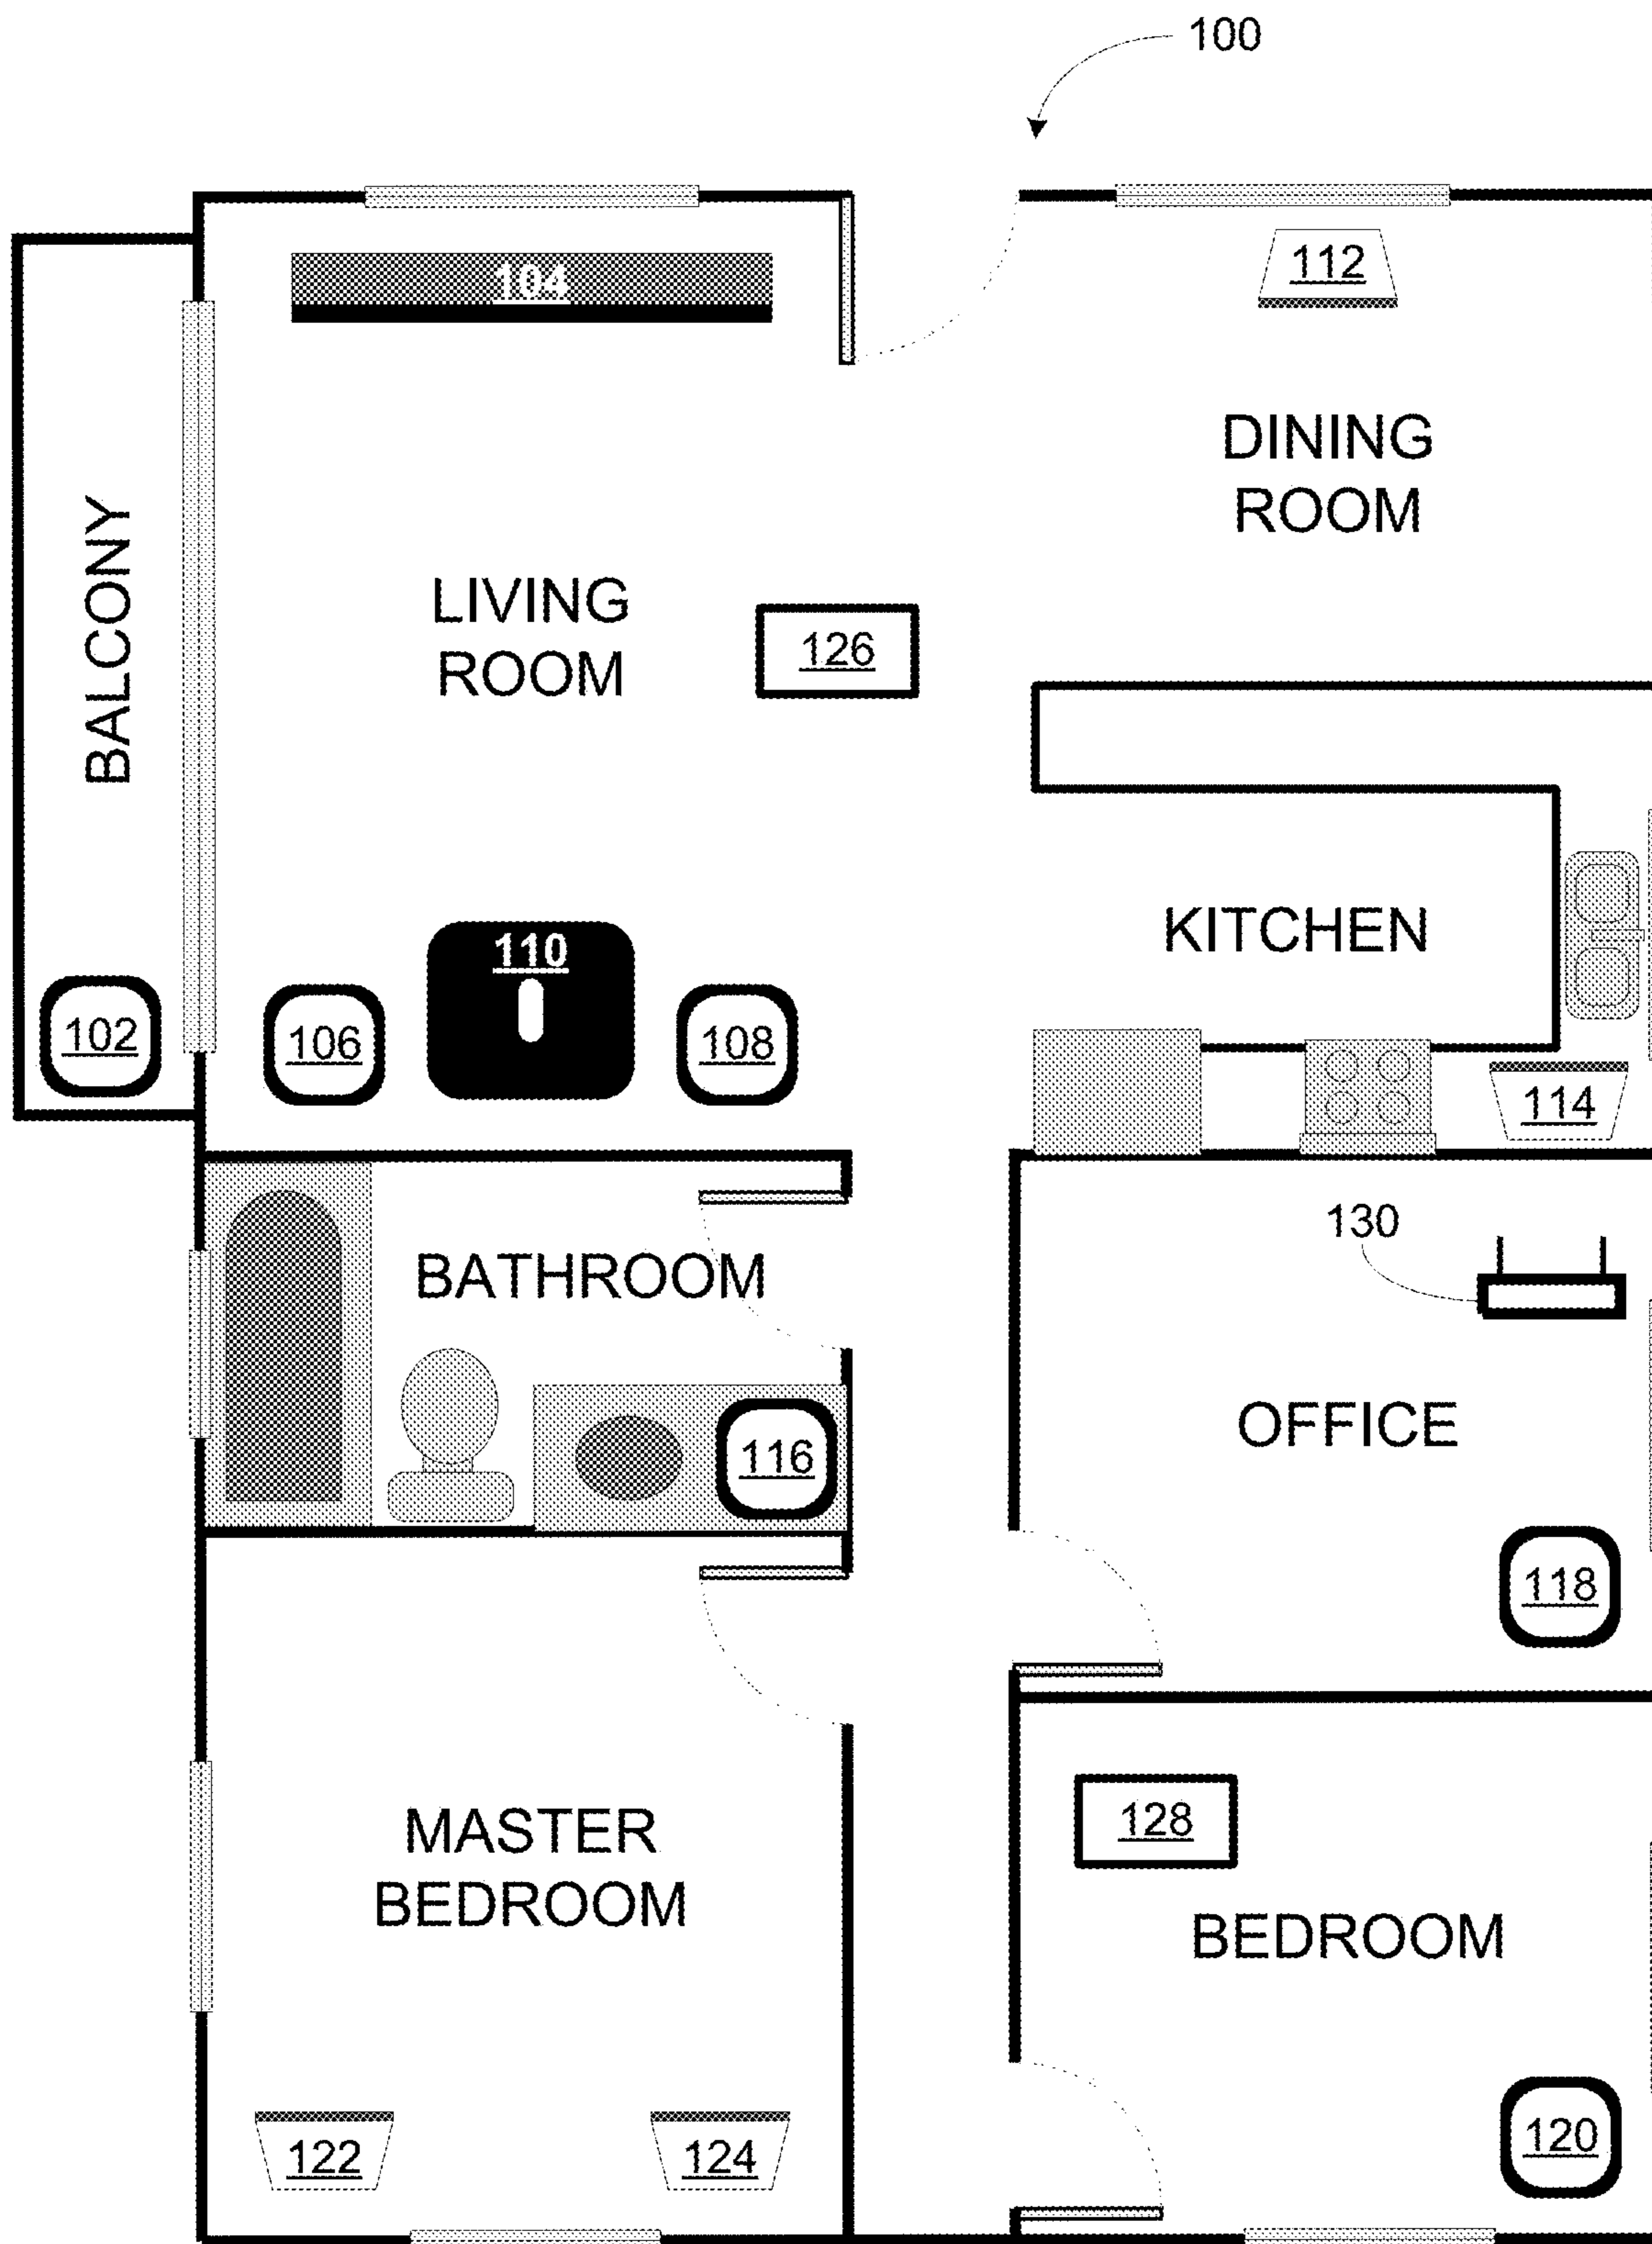 100
104
112
DINING
ROOM
BALCONY
LIVING
ROOM
126
KITCHEN
110
102
106
108
114
130
BATHROOM
OFFICE
116
118
128
MASTER
BEDROOM
BEDROOM
122
124
120